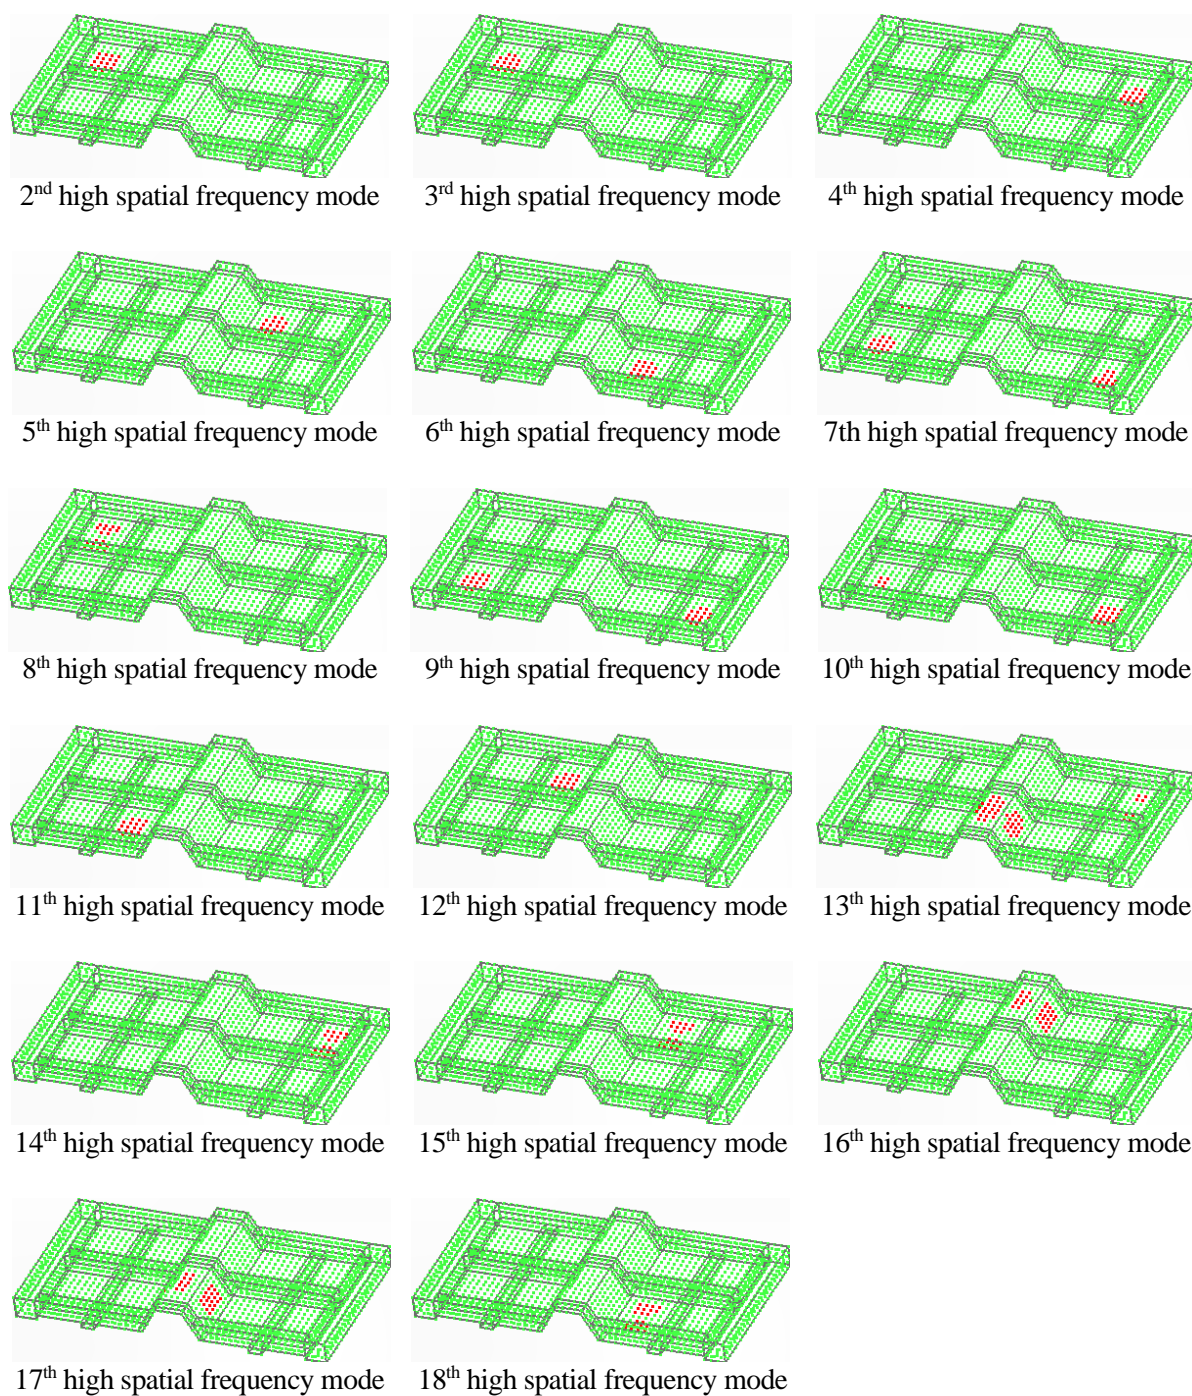 2nd high spatial frequency mode 3rd high spatial frequency mode 4th high spatial frequency mode
5th high spatial frequency mode 6th high spatial frequency mode 7th high spatial frequency mode
8th high spatial frequency mode 9th high spatial frequency mode 10th high spatial frequency mode
11th high spatial frequency mode 12th high spatial frequency mode 13th high spatial frequency mode
14th high spatial frequency mode 15th high spatial frequency mode 16th high spatial frequency mode
17th high spatial frequency mode 18th high spatial frequency mode